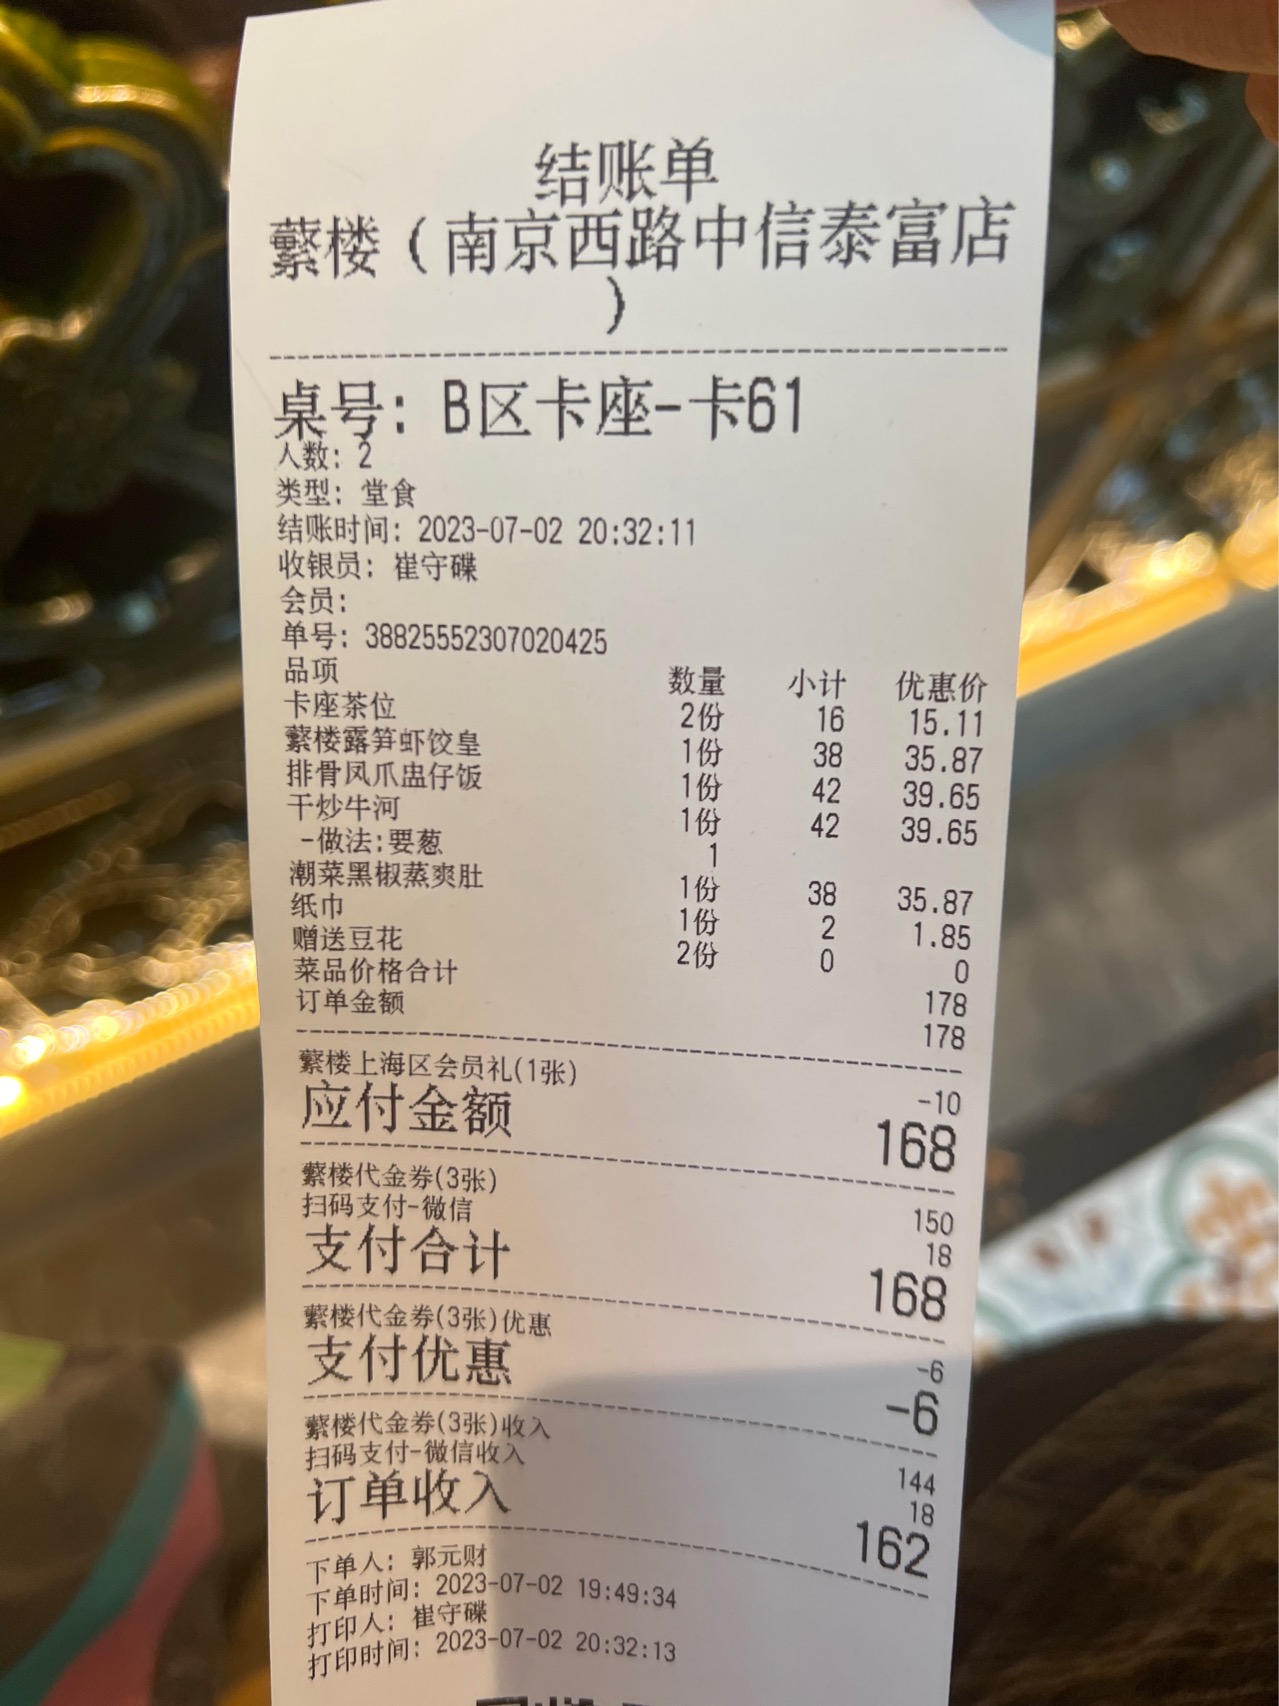 结账单
蘩楼（南京西路中信泰富店
）
桌号: B区卡座-卡61
人数: 2
类型: 堂食
结账时间: 2023-07-02 20:32:11
收银员: 崔守碟
会员:
单号: 38825552307020425
品项 数量 小计 优惠价
卡座茶位 2份 16 15.11
蘩楼露笋虾饺皇 1份 38 35.87
排骨凤爪盅仔饭 1份 42 39.65
干炒牛河 1份 42 39.65
-做法:要葱 1
潮菜黑椒蒸爽肚 1份 38 35.87
纸巾 1份 2 1.85
赠送豆花 2份 0 0
菜品价格合计 178
订单金额 178
蘩楼上海区会员礼(1张) -10
应付金额 168
蘩楼代金券(3张) 150
扫码支付-微信 18
支付合计 168
蘩楼代金券(3张)优惠 -6
支付优惠 -6
蘩楼代金券(3张)收入 144
扫码支付-微信收入 18
订单收入 162
下单人: 郭元财
下单时间: 2023-07-02 19:49:34
打印人: 崔守碟
打印时间: 2023-07-02 20:32:13